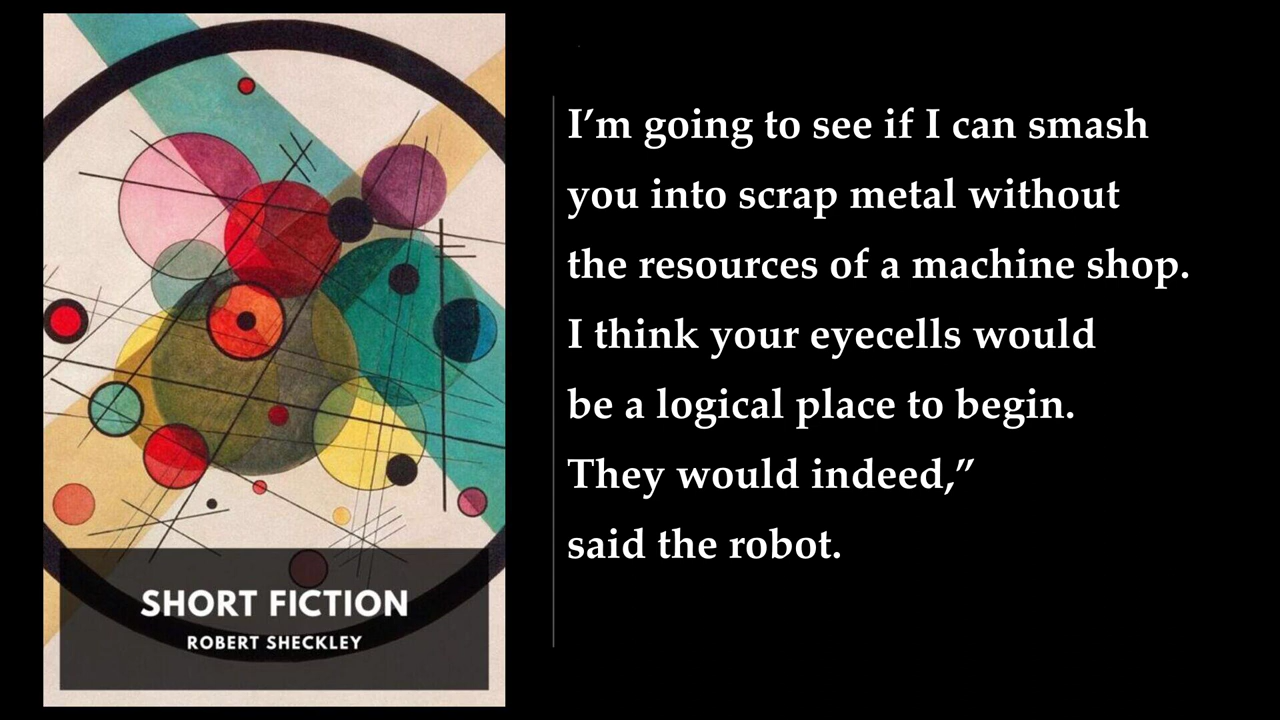 SHORT FICTION
ROBERT SHECKLEY
I’m going to see if I can smash
you into scrap metal without
the resources of a machine shop.
I think your eyecells would
be a logical place to begin.
They would indeed,”
said the robot.